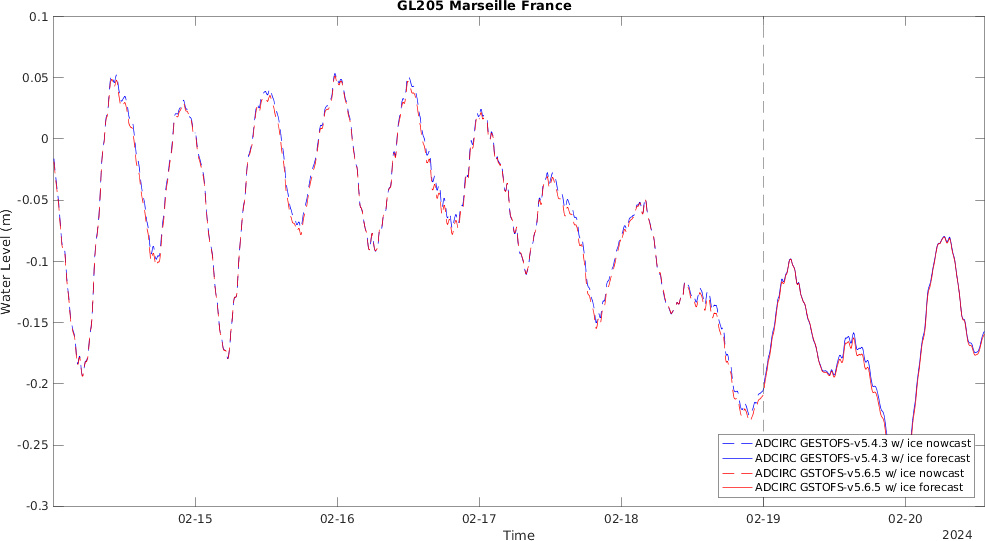 GL205 Marseille France
0.1
0.05
0
-0.05
-0.1
-0.15
-0.2
-0.25
-0.3
Water Level (m)
02-15
02-16
02-17
02-18
02-19
02-20
Time
2024
ADCIRC GESTOFS-v5.4.3 w/ ice nowcast
ADCIRC GESTOFS-v5.4.3 w/ ice forecast
ADCIRC GSTOFS-v5.6.5 w/ ice nowcast
ADCIRC GSTOFS-v5.6.5 w/ ice forecast